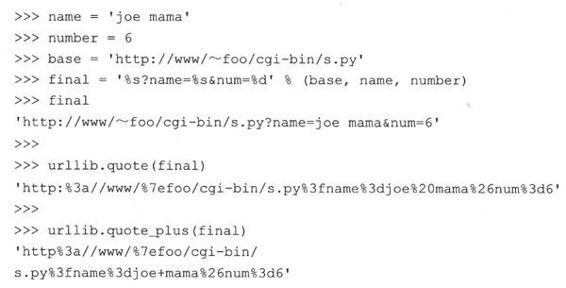 >>> name = 'joe mama'
>>> number = 6
>>> base = 'http://www/~foo/cgi-bin/s.py'
>>> final = '%s?name=%s&num=%d' % (base, name, number)
>>> final
'http://www/~foo/cgi-bin/s.py?name=joe mama&num=6'
>>>
>>> urllib.quote(final)
'http:%3a//www/%7efoo/cgi-bin/s.py%3fname%3djoe%20mama%26num%3d6'
>>>
>>> urllib.quote_plus(final)
'http%3a//www/%7efoo/cgi-bin/
s.py%3fname%3djoe+mama%26num%3d6'